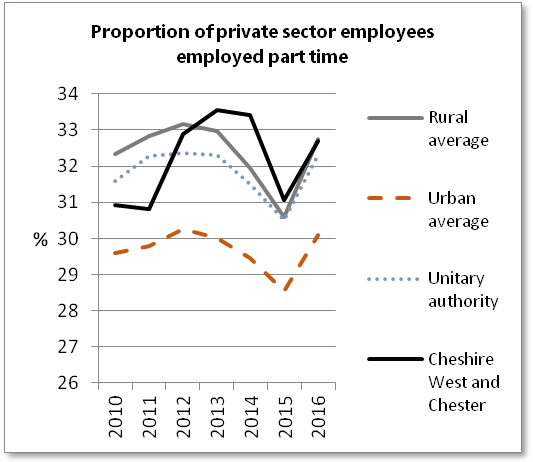 Proportion of private sector employees
employed part time
34
33
32
31
30
29
28
27
26
%
2010
2011
2012
2013
2014
2015
2016
Rural
average
Urban
average
Unitary
authority
Cheshire
West and
Chester